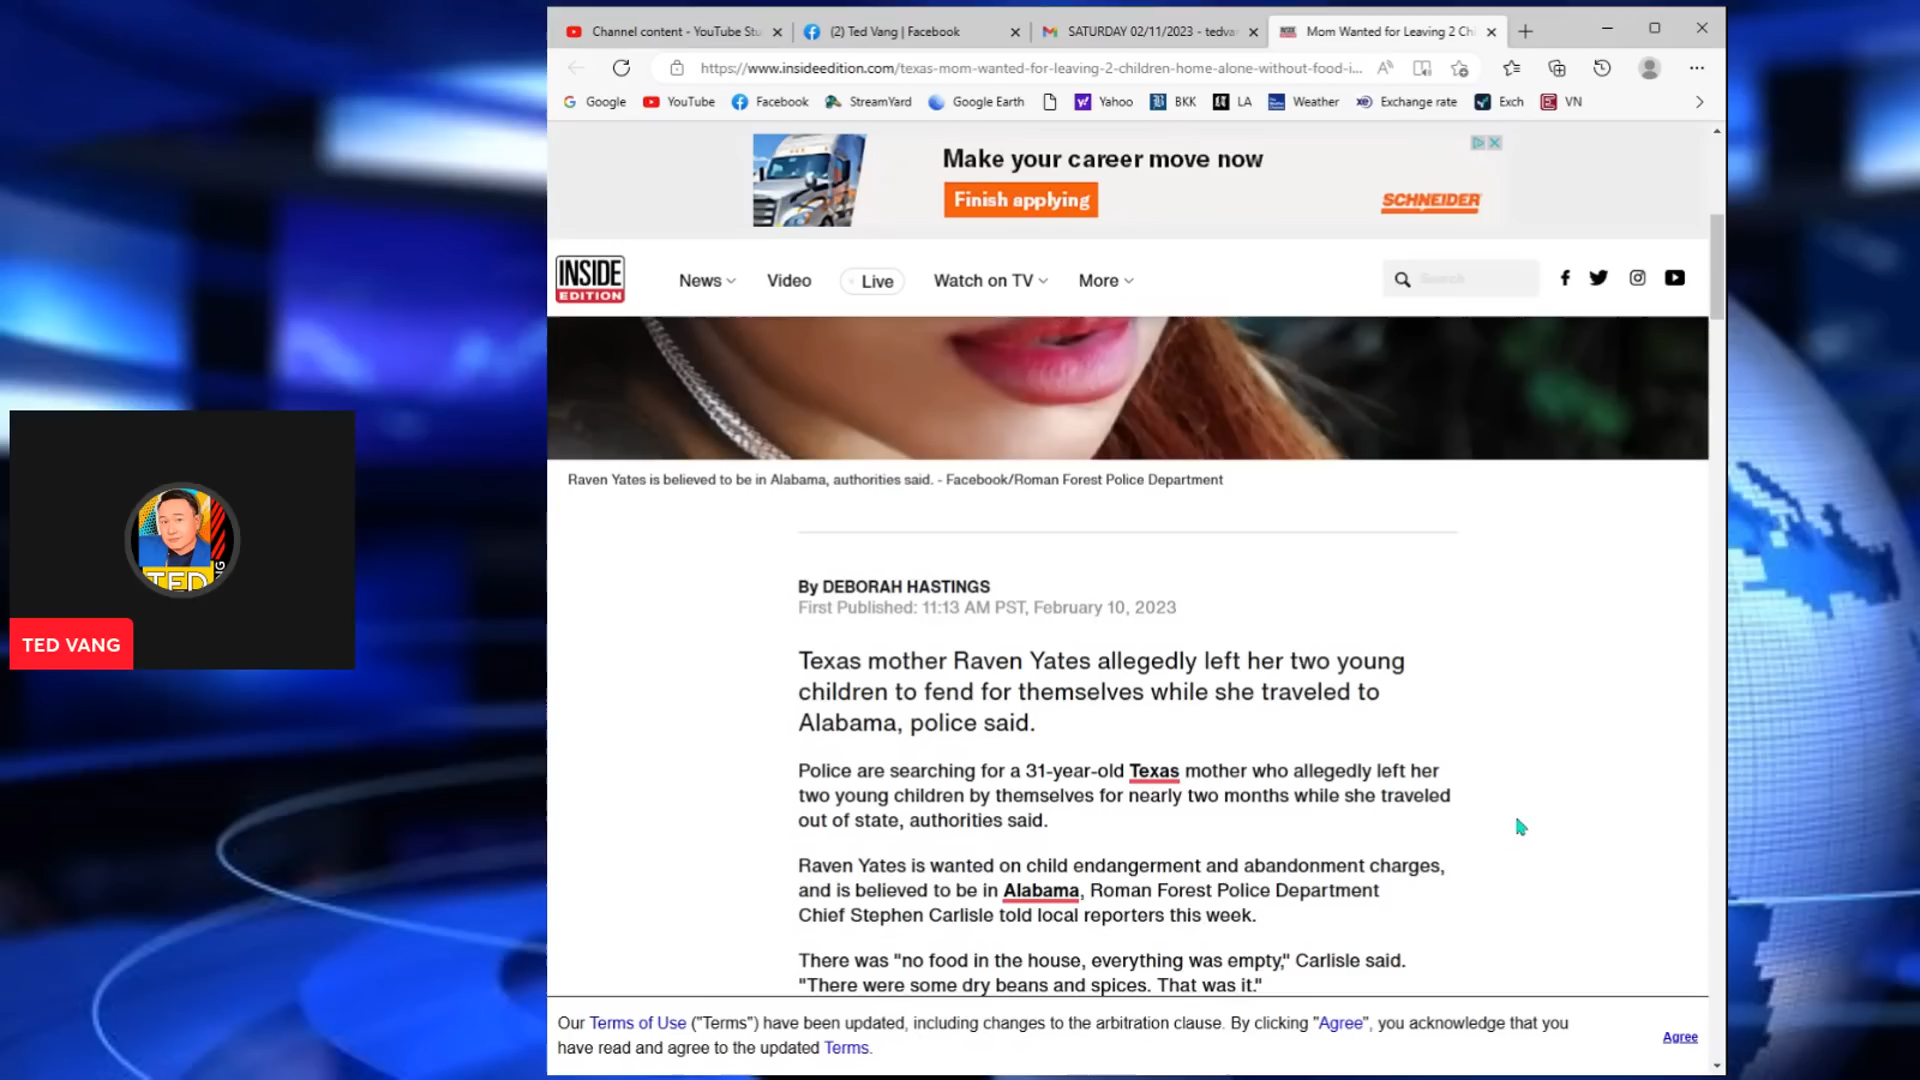 Channel content - YouTube Stu
(2) Ted Vang | Facebook
SATURDAY 02/11/2023 - tedva
Mom Wanted for Leaving 2 Chi
https://www.insideedition.com/texas-mom-wanted-for-leaving-2-children-home-alone-without-food-i...
Google
YouTube
Facebook
StreamYard
Google Earth
Yahoo
BKK
LA
Weather
Exchange rate
Exch
VN
Make your career move now
Finish applying
SCHNEIDER
INSIDE
EDITION
News
Video
Live
Watch on TV
More
Search
Raven Yates is believed to be in Alabama, authorities said. - Facebook/Roman Forest Police Department
TED
TED VANG
By DEBORAH HASTINGS
First Published: 11:13 AM PST, February 10, 2023
Texas mother Raven Yates allegedly left her two young
children to fend for themselves while she traveled to
Alabama, police said.
Police are searching for a 31-year-old Texas mother who allegedly left her
two young children by themselves for nearly two months while she traveled
out of state, authorities said.
Raven Yates is wanted on child endangerment and abandonment charges,
and is believed to be in Alabama, Roman Forest Police Department
Chief Stephen Carlisle told local reporters this week.
There was "no food in the house, everything was empty," Carlisle said.
"There were some dry beans and spices. That was it."
Our Terms of Use ("Terms") have been updated, including changes to the arbitration clause. By clicking "Agree", you acknowledge that you
have read and agree to the updated Terms.
Agree